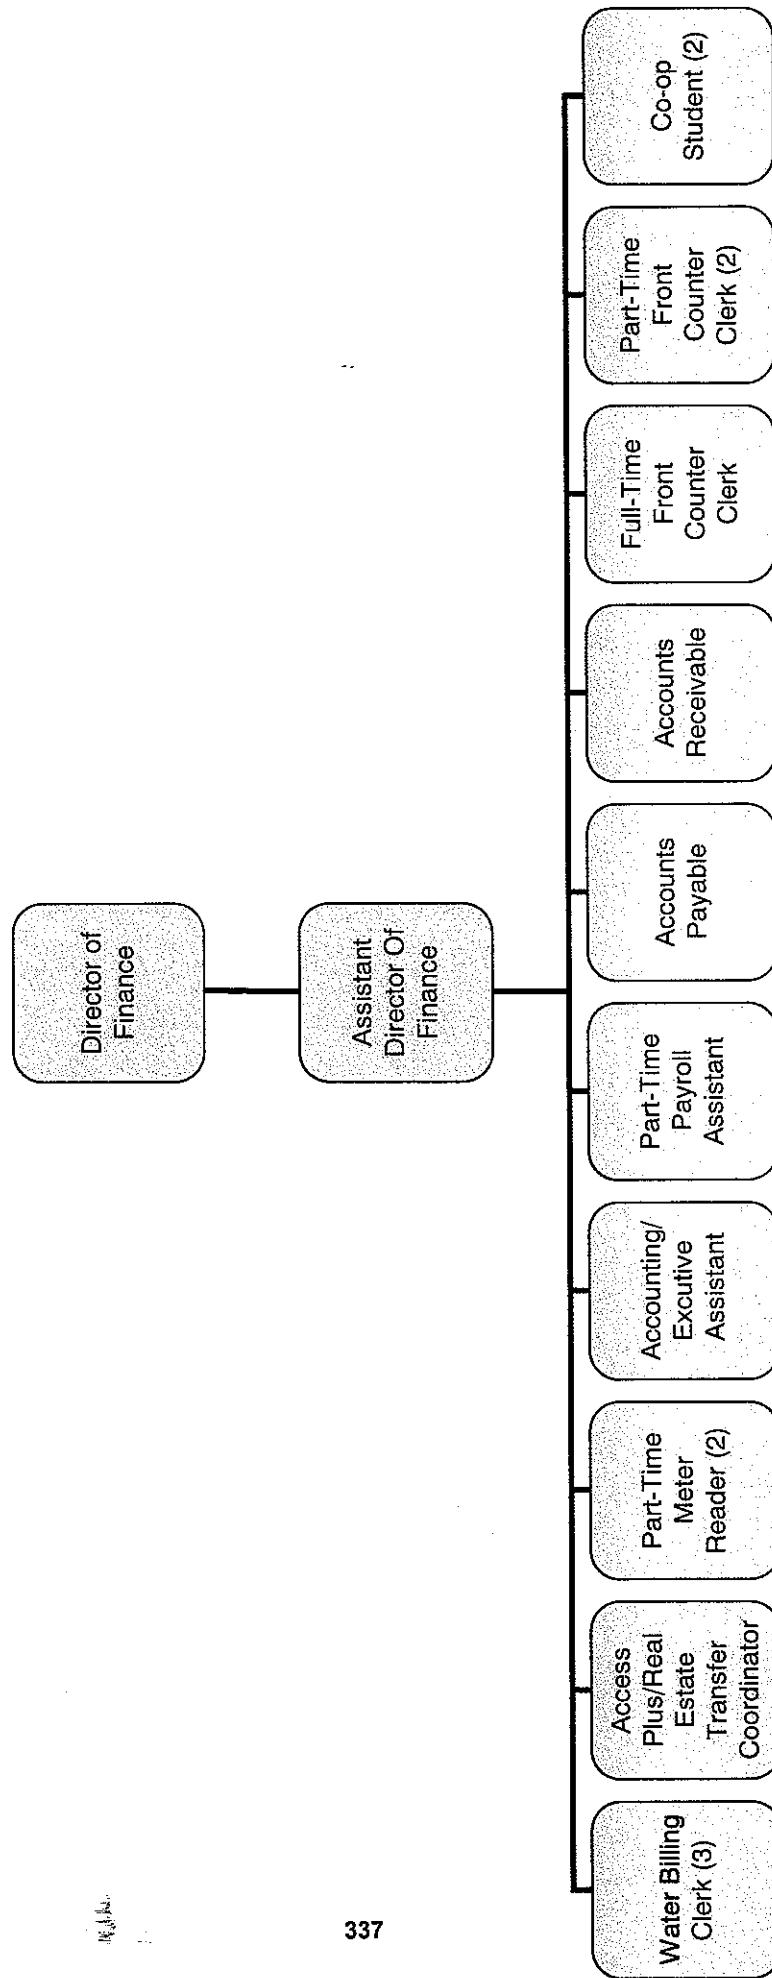 Director of
Finance
Assistant
Director Of
Finance
Water Billing
Clerk (3)
Access
Plus/Real
Estate
Transfer
Coordinator
Part-Time
Meter
Reader (2)
Accounting/
Excutive
Assistant
Part-Time
Payroll
Assistant
Accounts
Payable
Accounts
Receivable
Full-Time
Front
Counter
Clerk
Part-Time
Front
Counter
Clerk (2)
Co-op
Student (2)
337